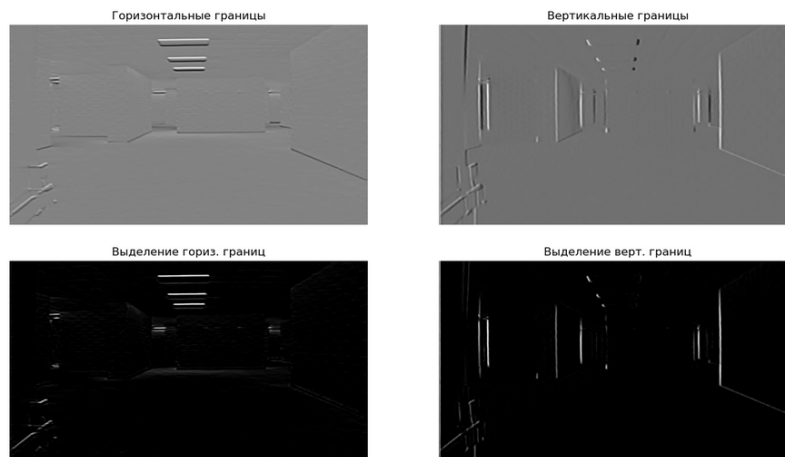 Горизонтальные границы
Вертикальные границы
Выделение гориз. границ
Выделение верт. границ